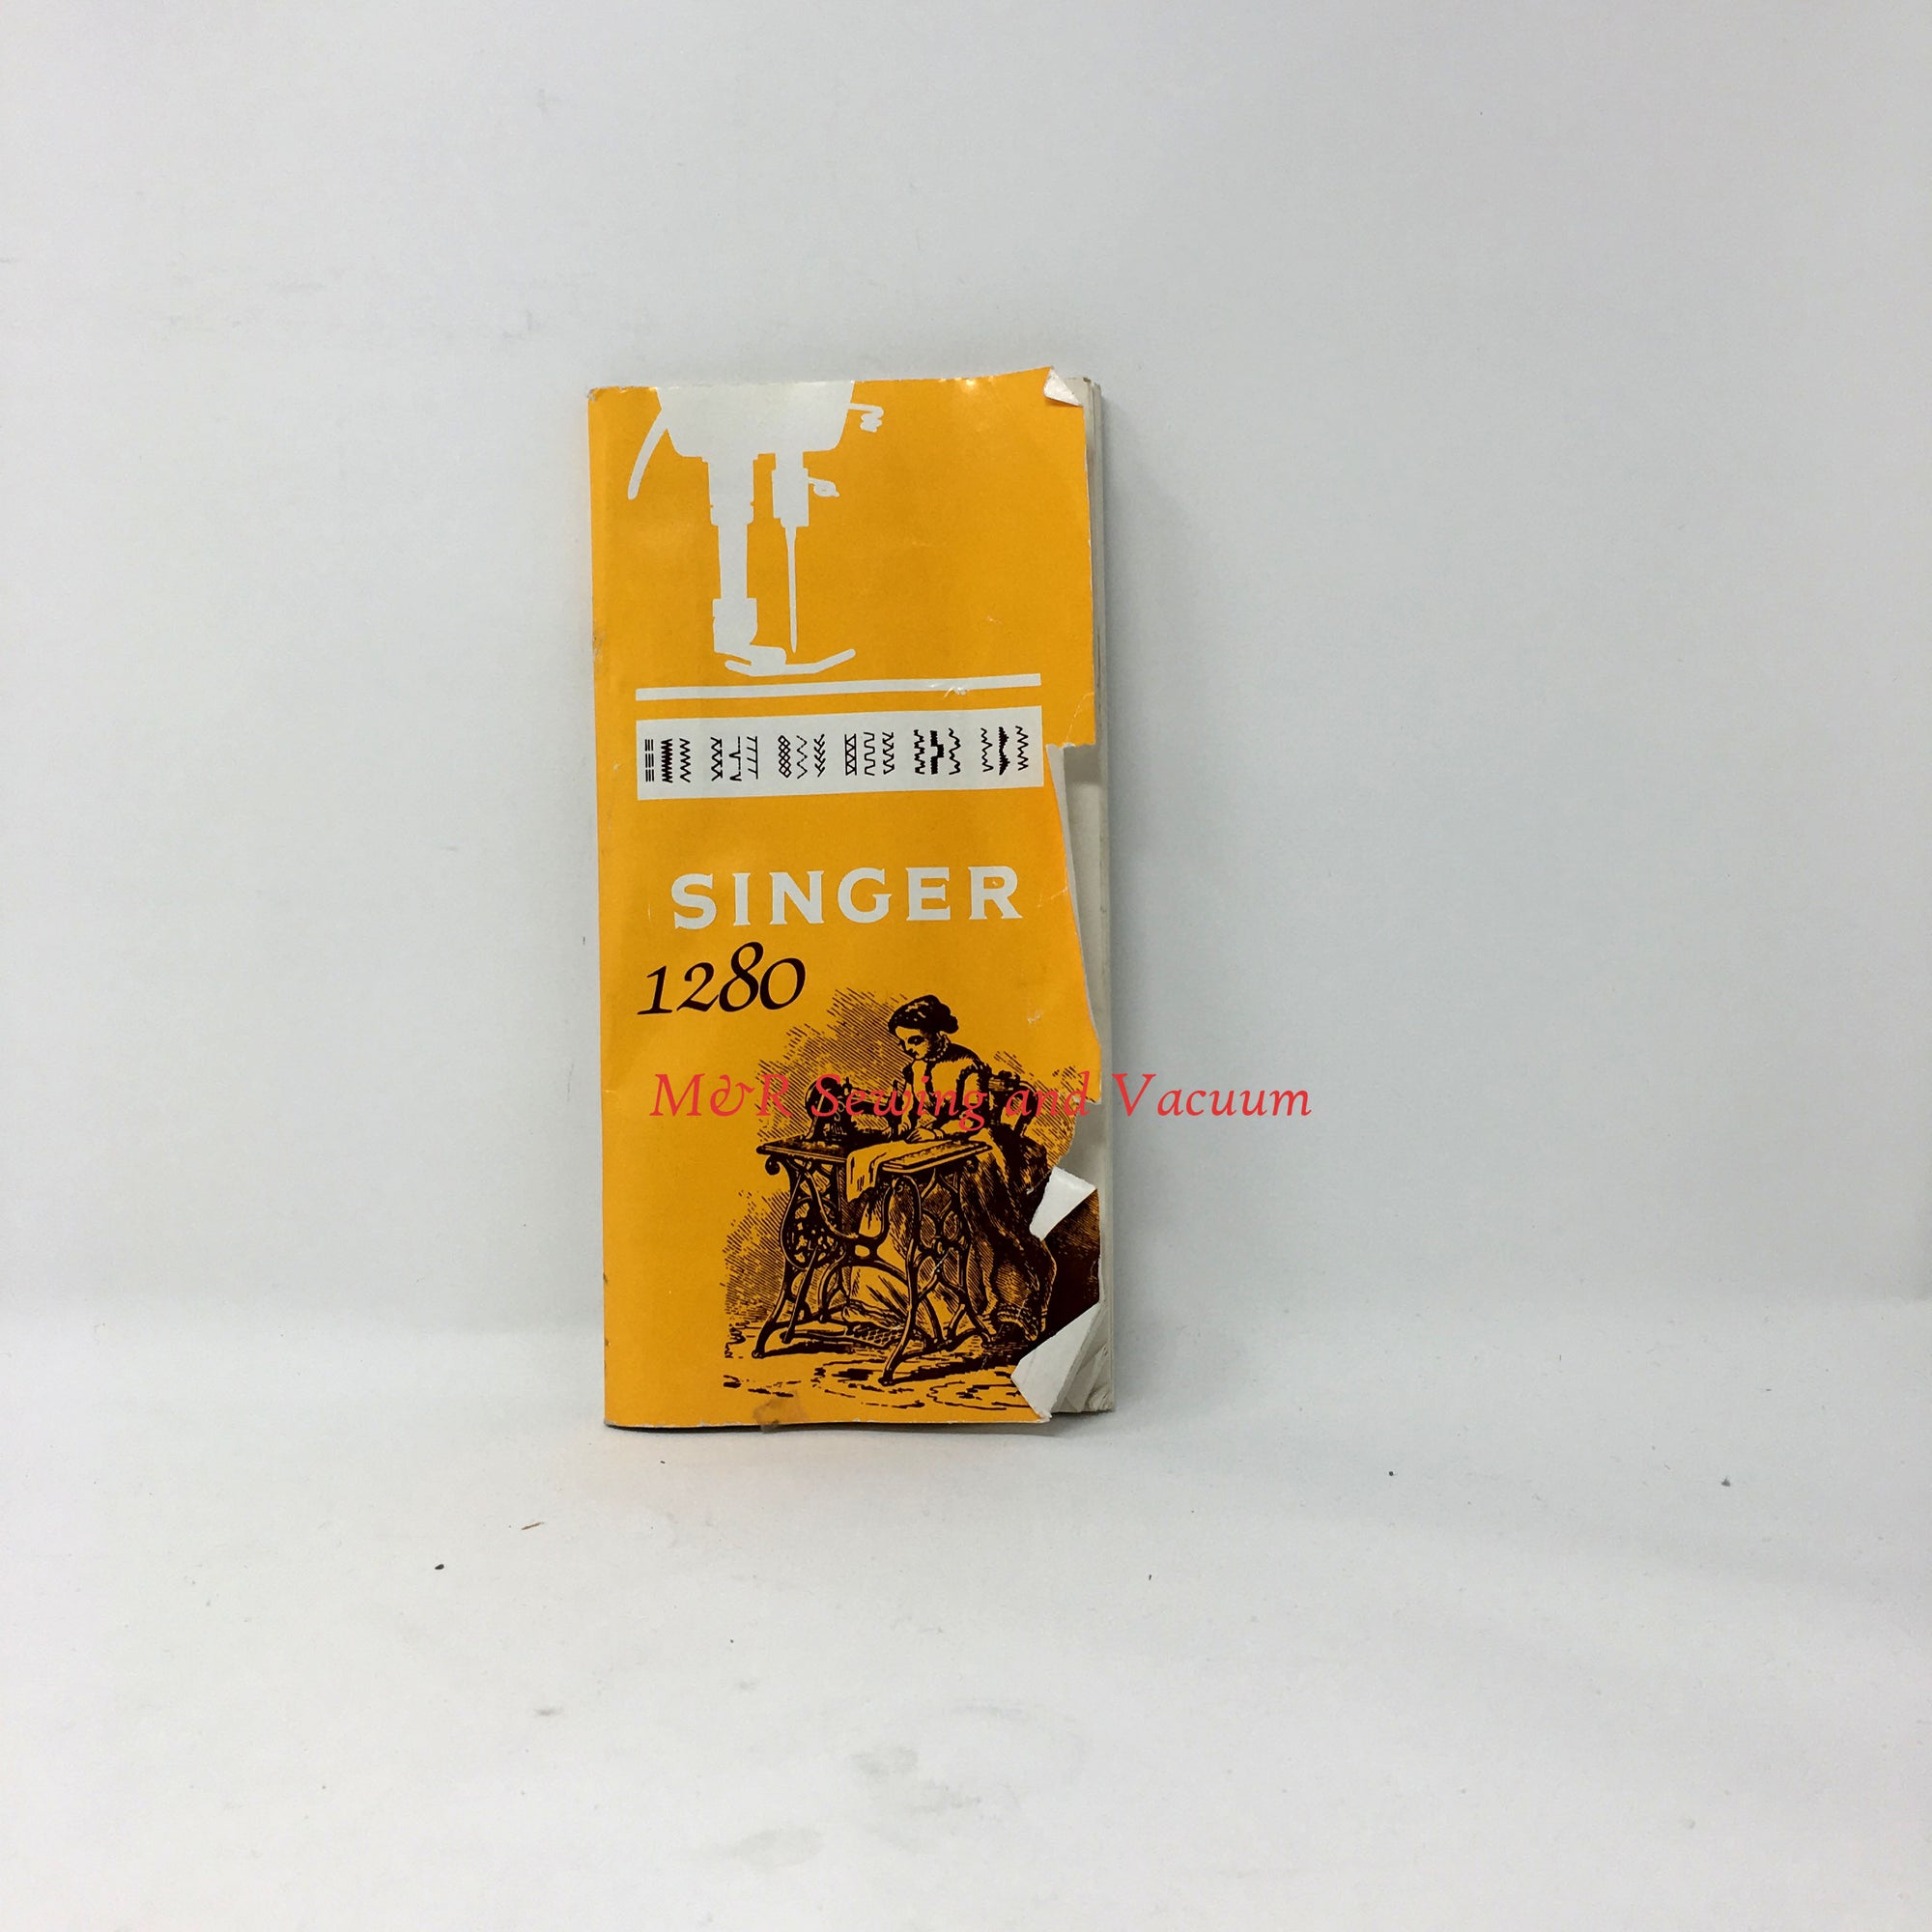 SINGER
1280
M&R Sewing and Vacuum